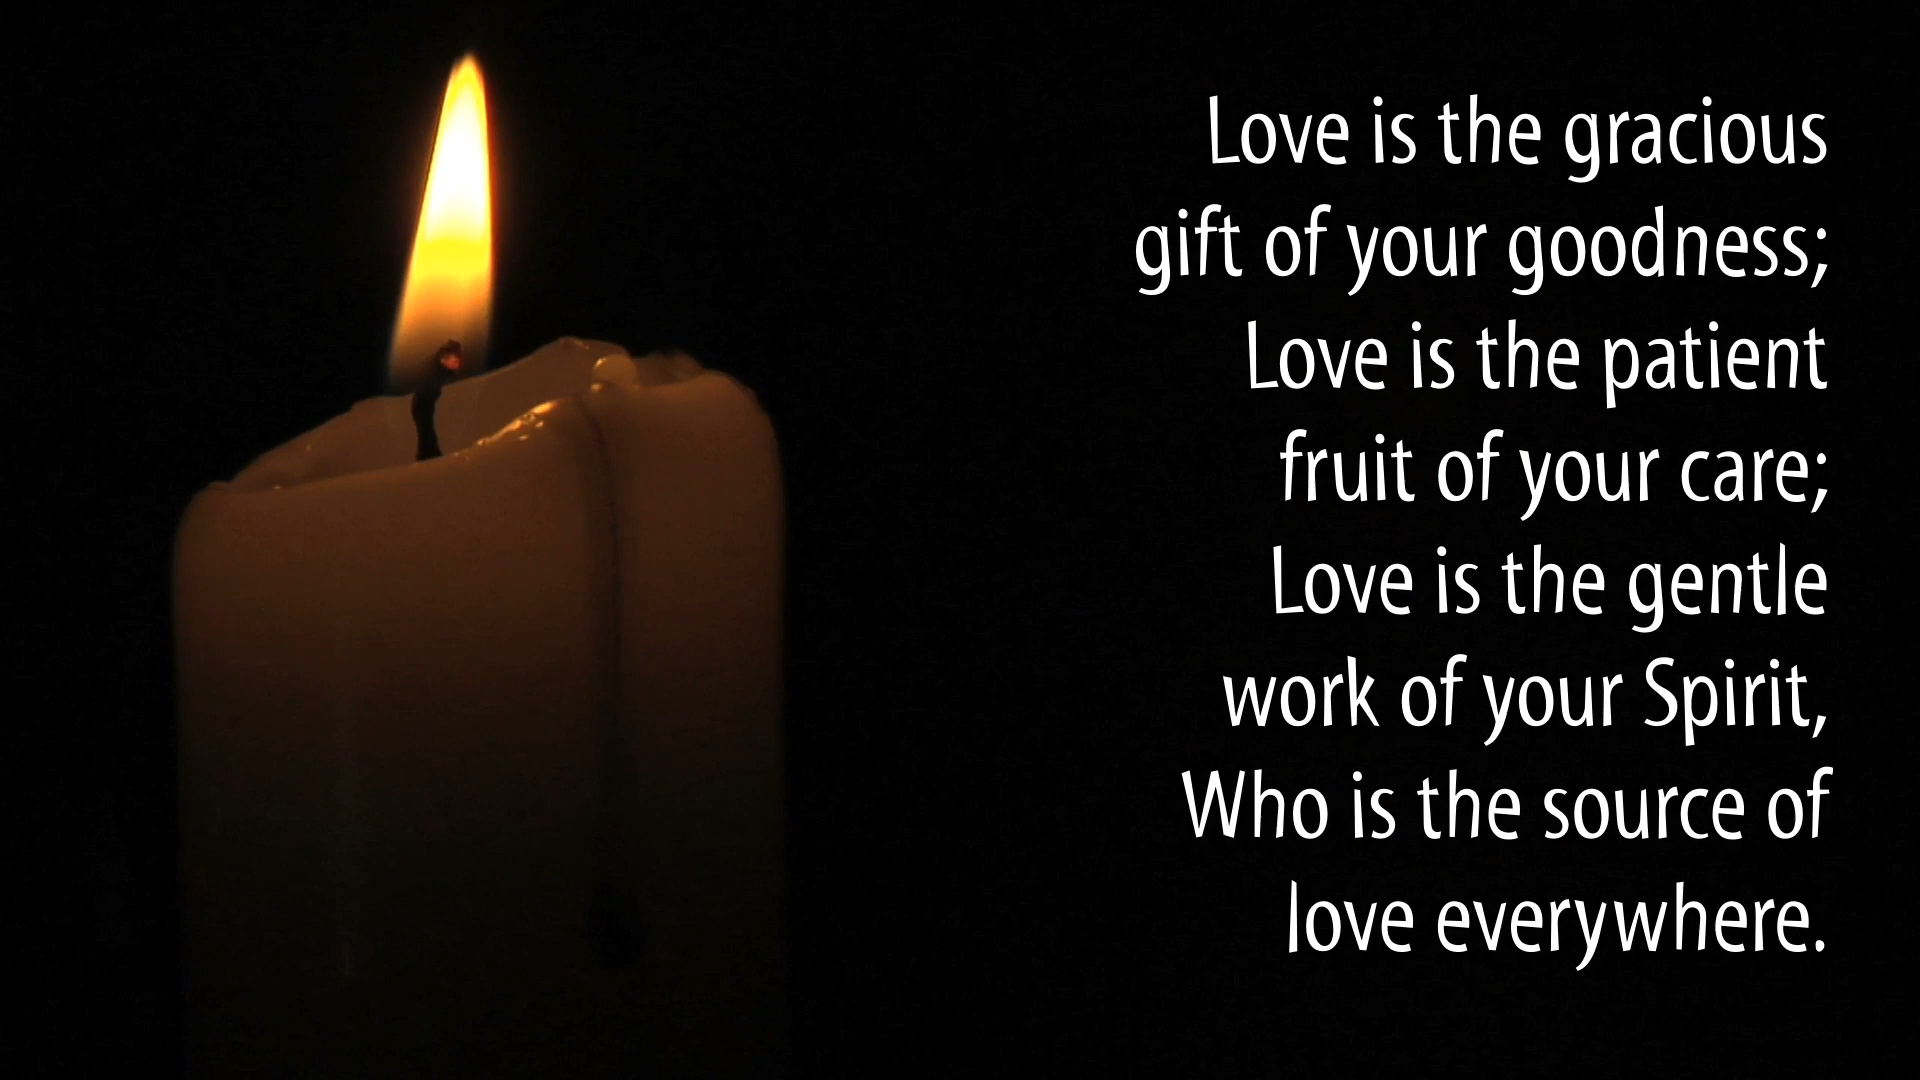 Love is the gracious
gift of your goodness;
Love is the patient
fruit of your care;
Love is the gentle
work of your Spirit,
Who is the source of
love everywhere.